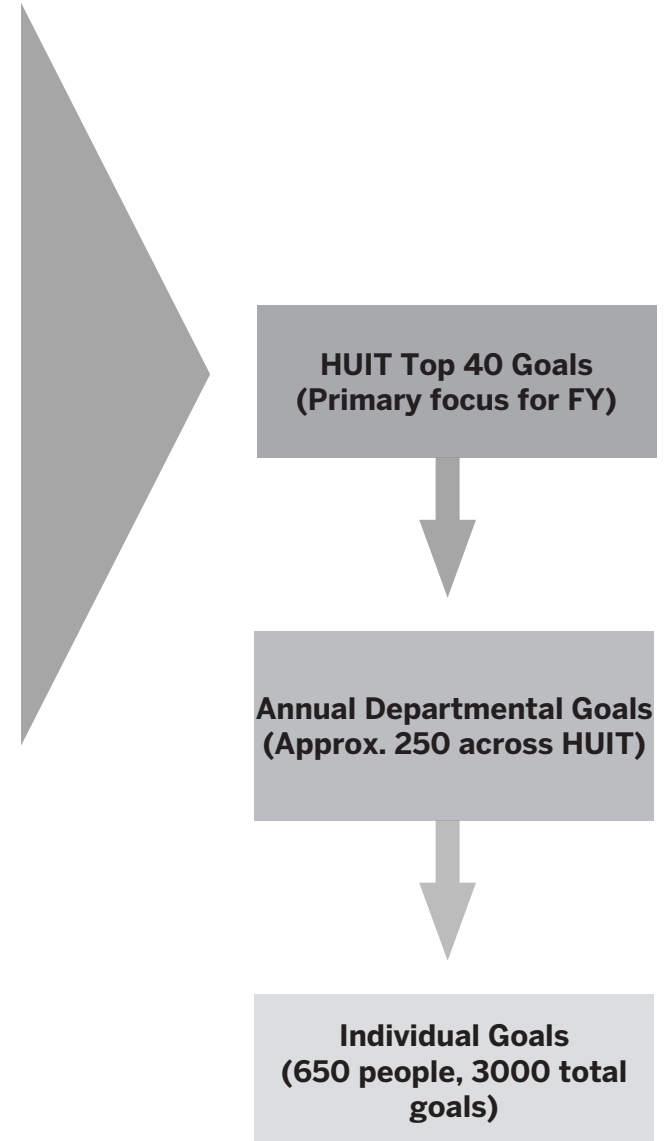 HUIT Top 40 Goals
(Primary focus for FY)
Annual Departmental Goals
(Approx. 250 across HUIT)
Individual Goals
(650 people, 3000 total
goals)